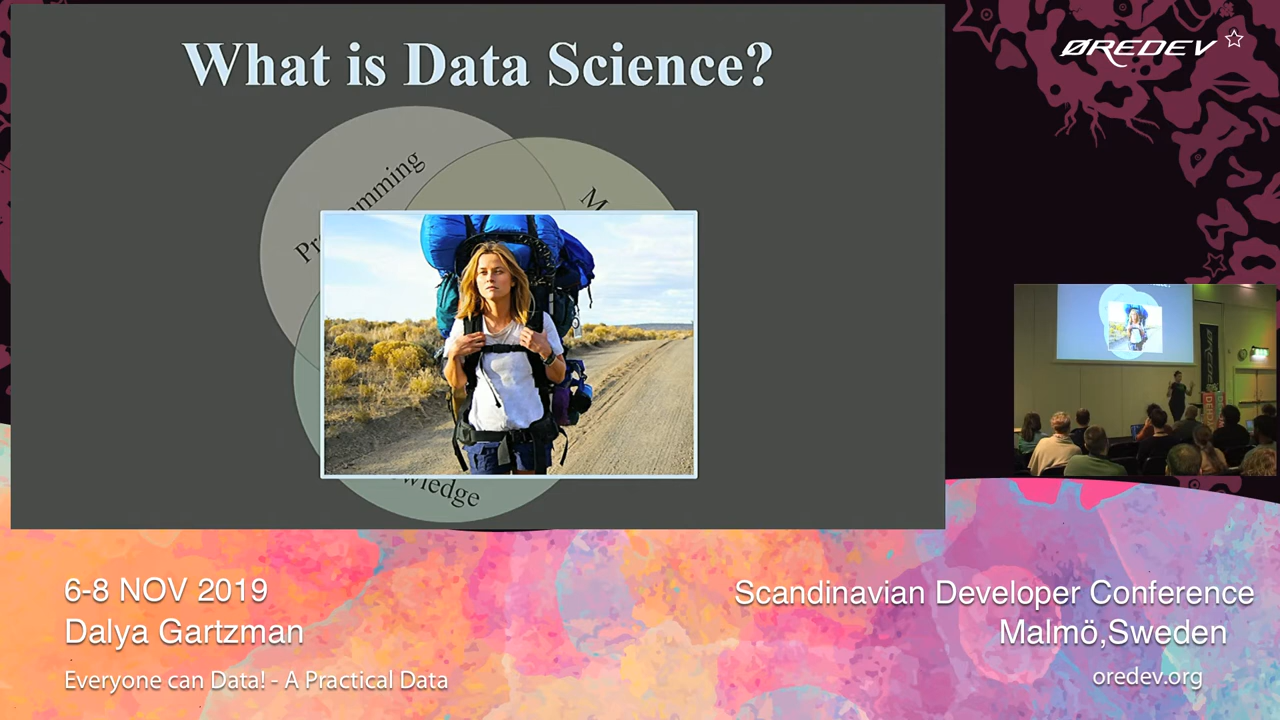 What is Data Science?
ØREDEV
6-8 NOV 2019
Dalya Gartzman
Everyone can Data! - A Practical Data
Scandinavian Developer Conference
Malmö,Sweden
oredev.org